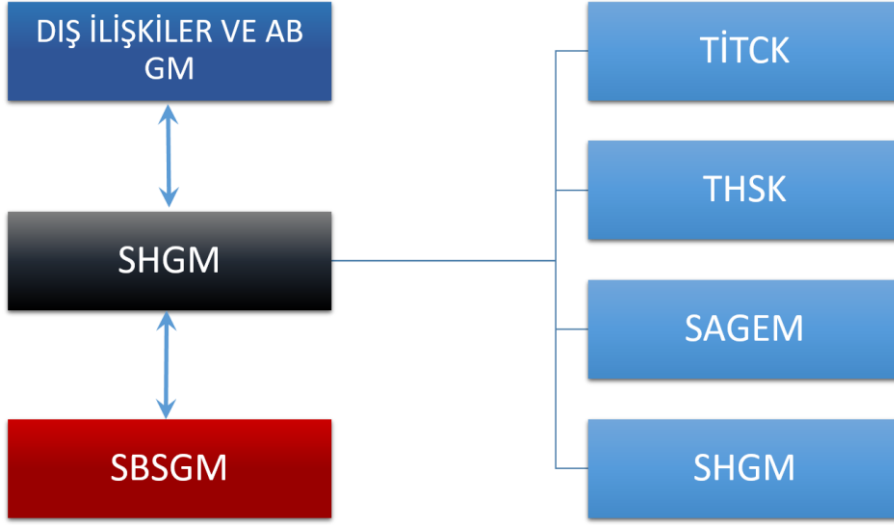 DIŞ İLİŞKİLER VE AB
GM
SHGM
SBSGM
TİTCK
THSK
SAGEM
SHGM